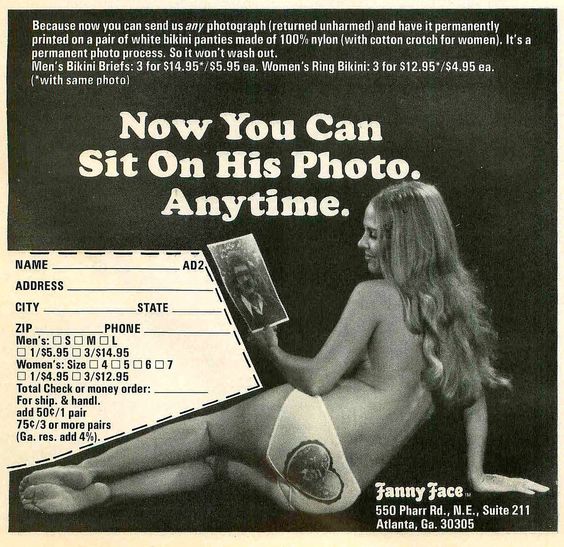 Because now you can send us any photograph (returned unharmed) and have it permanently
printed on a pair of white bikini panties made of 100% nylon (with cotton crotch for women). It's a
permanent photo process. So it won't wash out.
Men's Bikini Briefs: 3 for $14.95*/$5.95 ea. Women's Ring Bikini: 3 for $12.95*/$4.95 ea.
(*with same photo)
Now You Can
Sit On His Photo.
Anytime.
NAME AD2
ADDRESS
CITY STATE
ZIP PHONE
Men's: □ S □ M □ L
□ 1/$5.95 □ 3/$14.95
Women's: Size □ 4 □ 5 □ 6 □ 7
□ 1/$4.95 □ 3/$12.95
Total Check or money order:
For ship. & handl.
add 50¢/1 pair
75¢/3 or more pairs
(Ga. res. add 4%).
Fanny Face TM
550 Pharr Rd., N.E., Suite 211
Atlanta, Ga. 30305